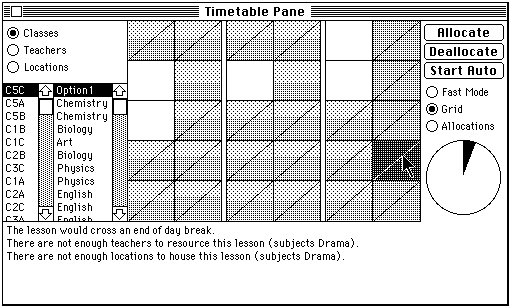 Timetable Pane
Classes
Teachers
Locations
Allocate
Deallocate
Start Auto
Fast Mode
Grid
Allocations
C5C Option1
C5A Chemistry
C5B Chemistry
C1B Biology
C1C Art
C2B Biology
C3C Physics
C1A Physics
C2A English
C2C English
C3A English
The lesson would cross an end of day break.
There are not enough teachers to resource this lesson (subjects Drama).
There are not enough locations to house this lesson (subjects Drama).